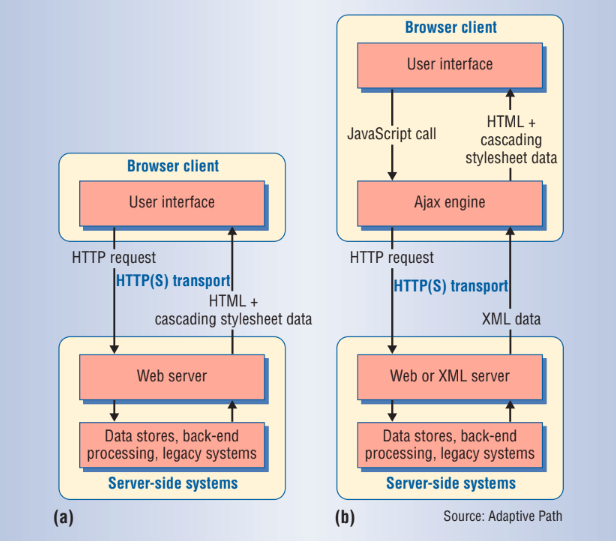 Browser client
User interface
HTTP request
HTTP(S) transport
HTML +
cascading stylesheet data
Web server
Data stores, back-end
processing, legacy systems
Server-side systems
(a)
Browser client
User interface
JavaScript call
HTML +
cascading
stylesheet data
Ajax engine
HTTP request
HTTP(S) transport
XML data
Web or XML server
Data stores, back-end
processing, legacy systems
Server-side systems
(b)
Source: Adaptive Path